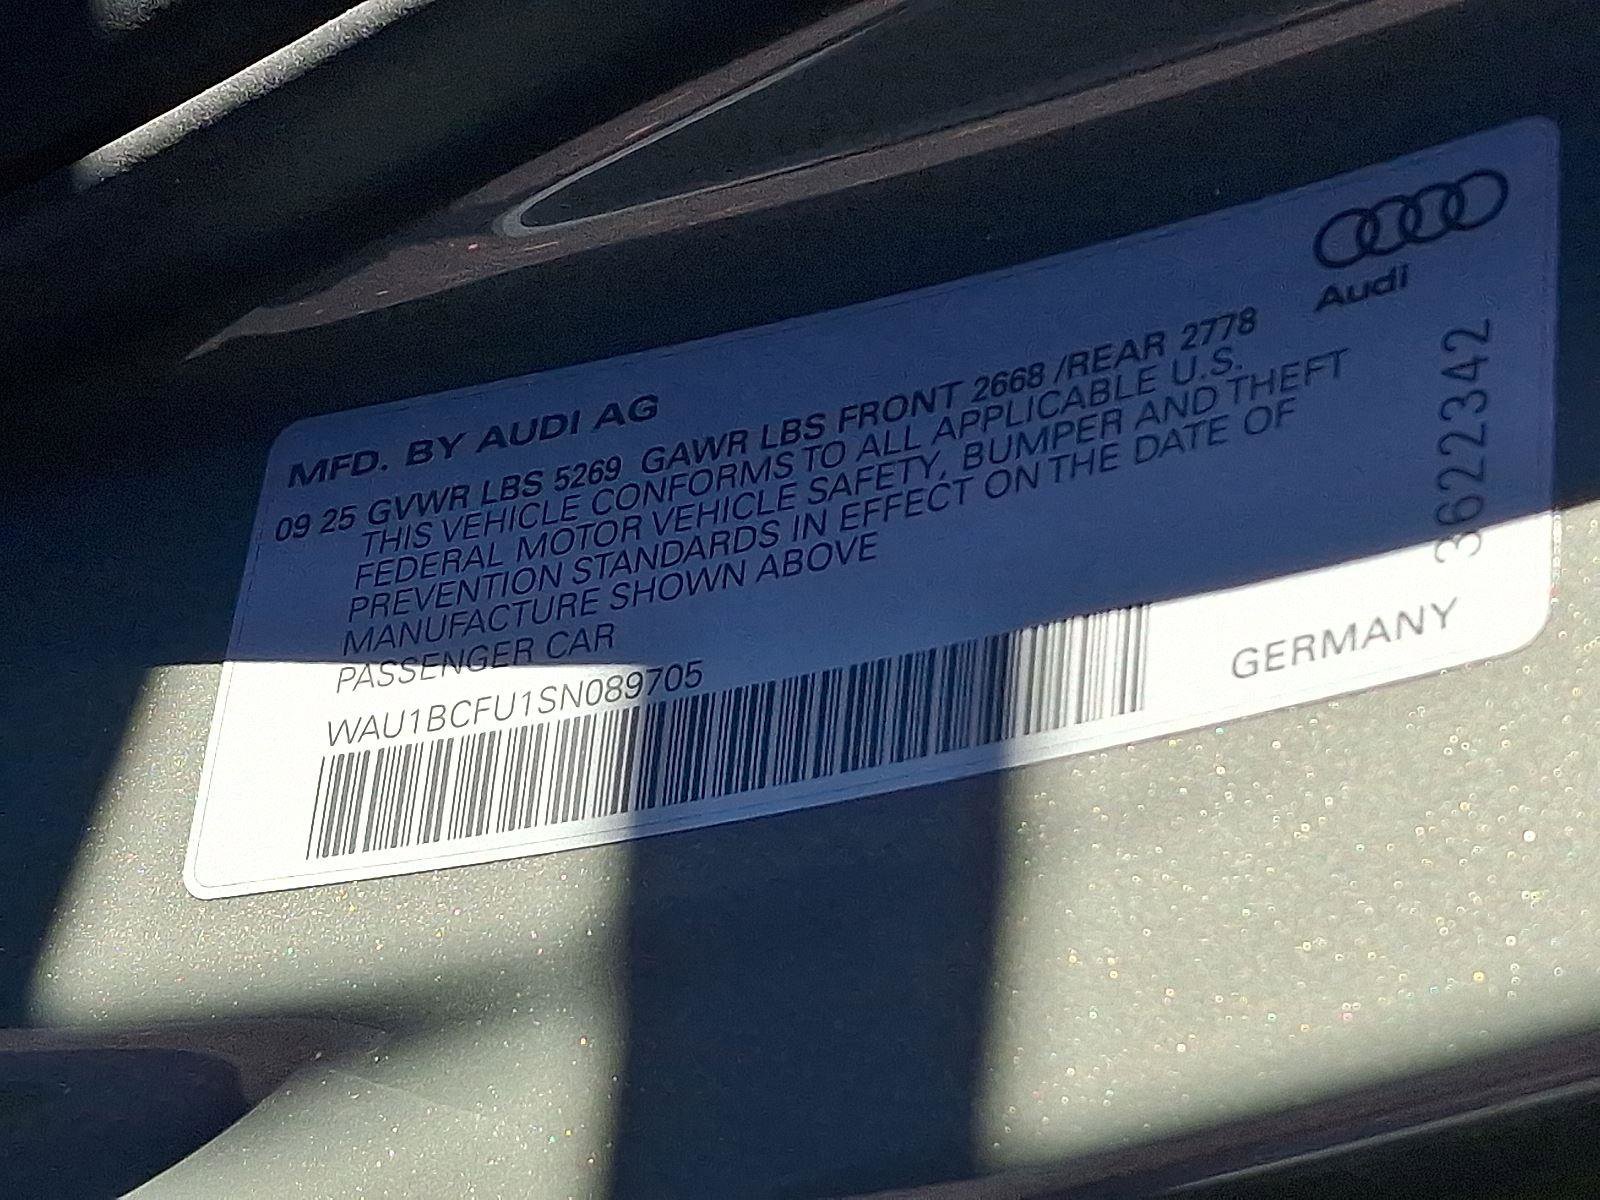 Audi
MFD. BY AUDI AG
09 25 GVWR LBS 5269 GAWR LBS FRONT 2668 /REAR 2778
THIS VEHICLE CONFORMS TO ALL APPLICABLE U.S.
FEDERAL MOTOR VEHICLE SAFETY, BUMPER AND THEFT
PREVENTION STANDARDS IN EFFECT ON THE DATE OF
MANUFACTURE SHOWN ABOVE
PASSENGER CAR
WAU1BCFU1SN089705
GERMANY
3622342